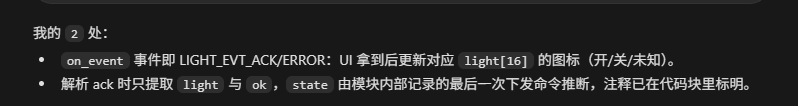 我的 2 处：
• on_event 事件即 LIGHT_EVT_ACK/ERROR：UI 拿到后更新对应 light[16] 的图标（开/关/未知）。
• 解析 ack 时只提取 light 与 ok，state 由模块内部记录的最后一次下发命令推断，注释已在代码块里标明。